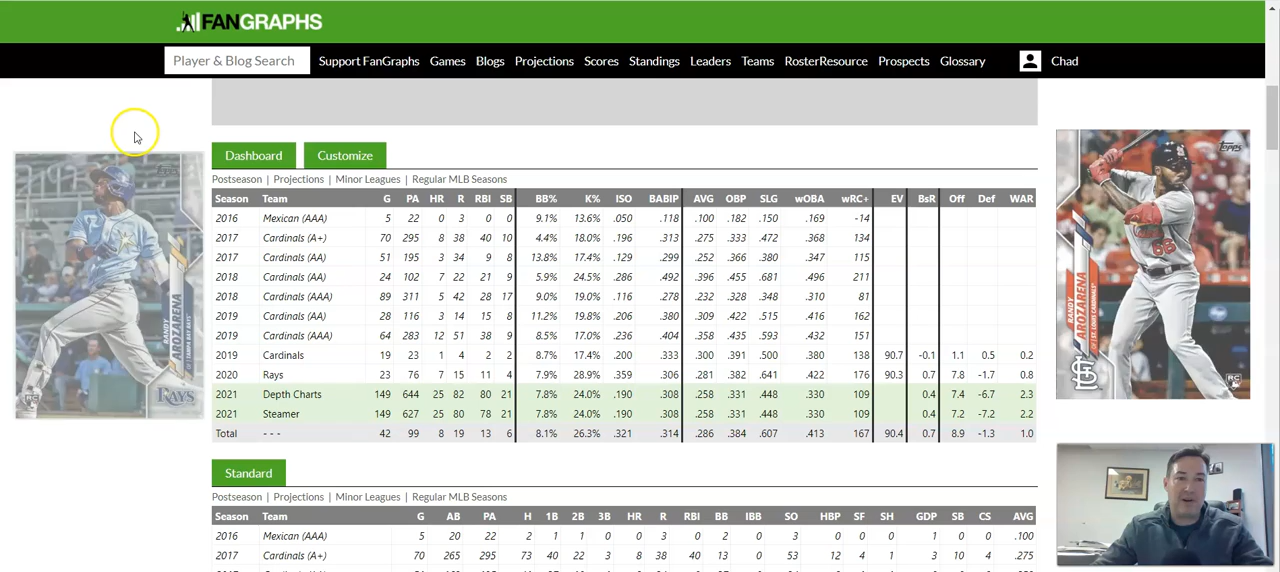 FANGRAPHS
Player & Blog Search Support FanGraphs Games Blogs Projections Scores Standings Leaders Teams RosterResource Prospects Glossary Chad
Dashboard Customize
Postseason | Projections | Minor Leagues | Regular MLB Seasons
Season Team G PA HR R RBI SB BB% K% ISO BABIP AVG OBP SLG wOBA wRC+ EV BsR Off Def WAR
2016 Mexican (AAA) 5 22 0 3 0 0 9.1% 13.6% .050 .118 .100 .182 .150 .169 -14
2017 Cardinals (A+) 70 295 8 38 40 10 4.4% 18.0% .196 .313 .275 .333 .472 .368 134
2017 Cardinals (AA) 51 195 3 34 9 8 13.8% 17.4% .129 .299 .252 .366 .380 .347 115
2018 Cardinals (AA) 24 102 7 22 21 9 5.9% 24.5% .286 .492 .396 .455 .681 .496 211
2018 Cardinals (AAA) 89 311 5 42 28 17 9.0% 19.0% .116 .278 .232 .328 .348 .310 81
2019 Cardinals (AA) 28 116 3 14 15 8 11.2% 19.8% .206 .380 .309 .422 .515 .416 162
2019 Cardinals (AAA) 64 283 12 51 38 9 8.5% 17.0% .236 .404 .358 .435 .593 .432 151
2019 Cardinals 19 23 1 4 2 2 8.7% 17.4% .200 .333 .300 .391 .500 .380 138 90.7 -0.1 1.1 0.5 0.2
2020 Rays 23 76 7 15 11 4 7.9% 28.9% .359 .306 .281 .382 .641 .422 176 90.3 0.7 7.8 -1.7 0.8
2021 Depth Charts 149 644 25 82 80 21 7.8% 24.0% .190 .308 .258 .331 .448 .330 109 0.4 7.4 -6.7 2.3
2021 Steamer 149 627 25 80 78 21 7.8% 24.0% .190 .308 .258 .331 .448 .330 109 0.4 7.2 -7.2 2.2
Total - - - 42 99 8 19 13 6 8.1% 26.3% .321 .314 .286 .384 .607 .413 167 90.4 0.7 8.9 -1.3 1.0
Standard
Postseason | Projections | Minor Leagues | Regular MLB Seasons
Season Team G AB PA H 1B 2B 3B HR R RBI BB IBB SO HBP SF SH GDP SB CS AVG
2016 Mexican (AAA) 5 20 22 2 1 1 0 0 3 0 2 0 3 0 0 0 1 0 0 .100
2017 Cardinals (A+) 70 265 295 73 40 22 3 8 38 40 13 0 53 12 4 1 3 10 4 .275
topps
RANDY
AROZARENA
RAYS
RC
topps
66
RANDY
AROZARENA
RC